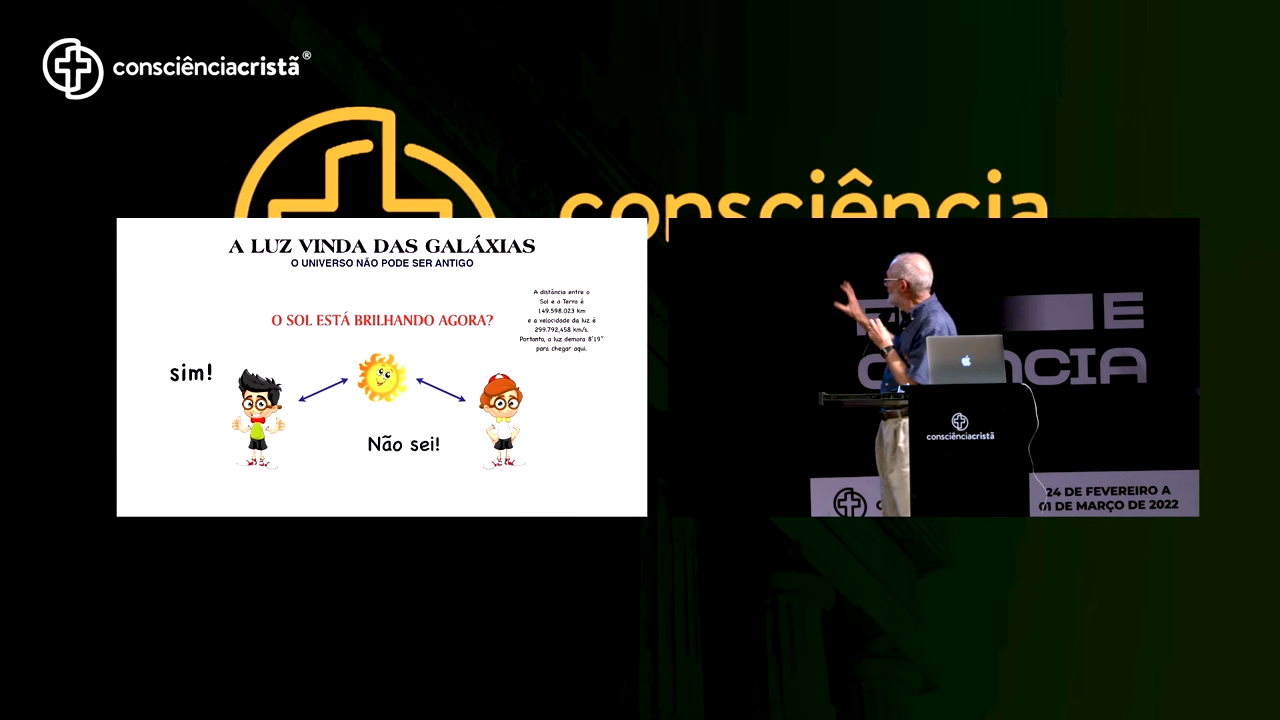 consciênciacristã®
consciência
A LUZ VINDA DAS GALÁXIAS
O UNIVERSO NÃO PODE SER ANTIGO
A distância entre o
Sol e a Terra é
149.598.023 km
e a velocidade da luz é
299.792,458 km/s.
Portanto, a luz demora 8'19"
para chegar aqui.
O SOL ESTÁ BRILHANDO AGORA?
sim!
Não sei!
E
consciênciacristã
24 DE FEVEREIRO A
01 DE MARÇO DE 2022